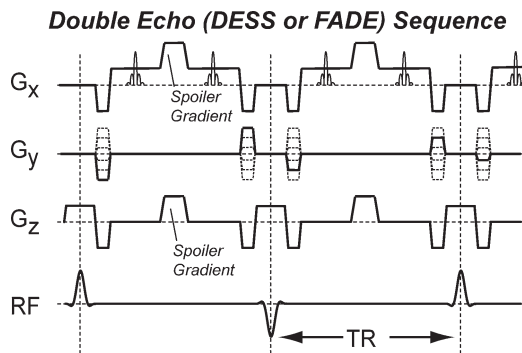 Double Echo (DESS or FADE) Sequence
Gx
Spoiler
Gradient
Gy
Gz
Spoiler
Gradient
RF
TR